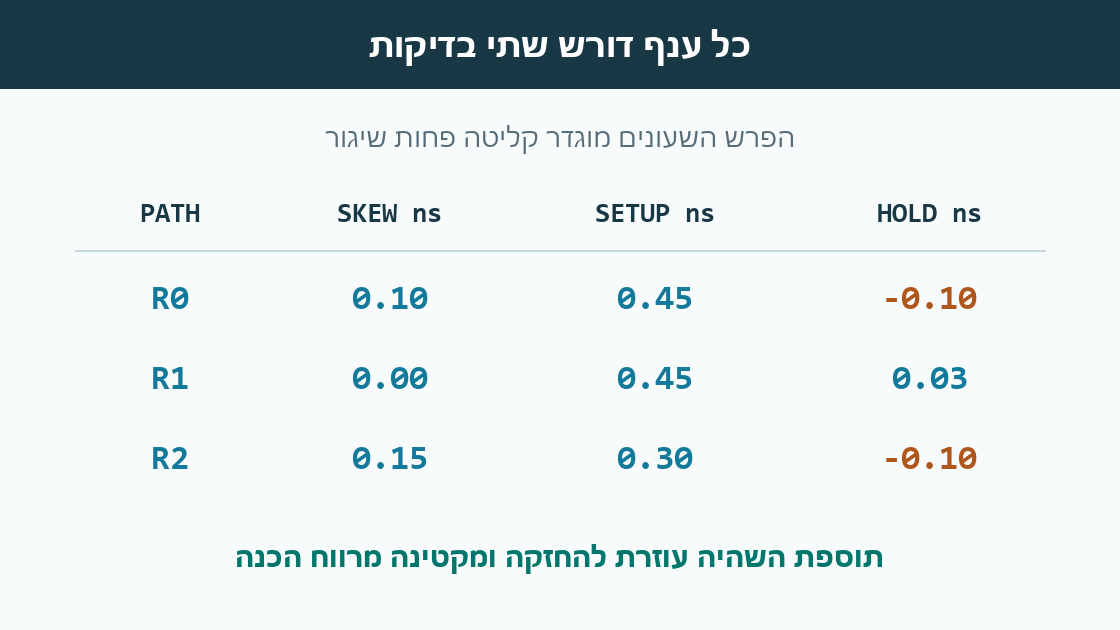 כל ענף דורש שתי בדיקות
הפרש השעונים מוגדר קליטה פחות שיגור
PATH SKEW ns SETUP ns HOLD ns
R0 0.10 0.45 -0.10
R1 0.00 0.45 0.03
R2 0.15 0.30 -0.10
תוספת השהיה עוזרת להחזקה ומקטינה מרווח הכנה